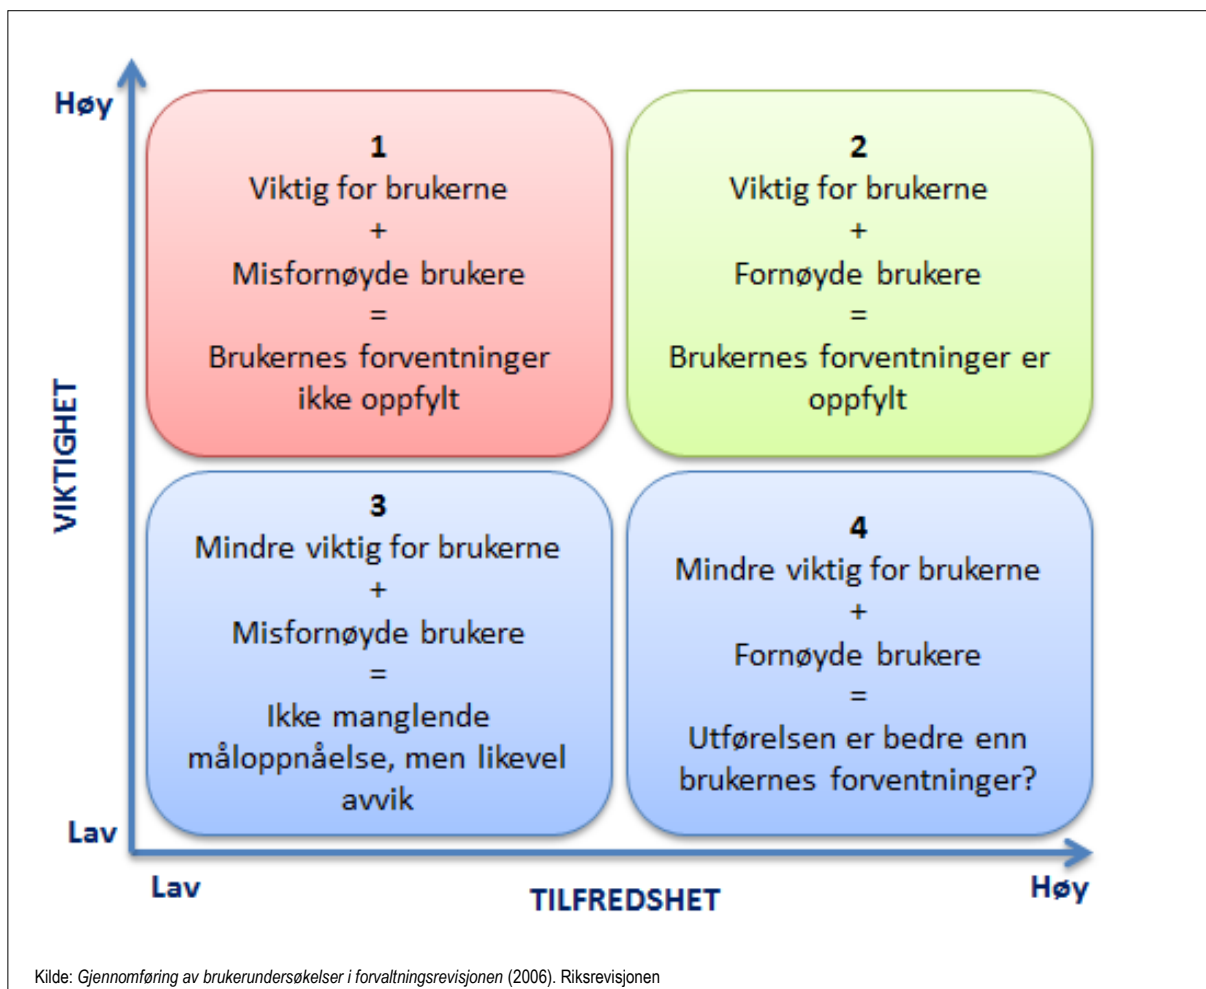 Høy
1
Viktig for brukerne
+
Misfornøyde brukere
=
Brukernes forventninger
ikke oppfylt
2
Viktig for brukerne
+
Fornøyde brukere
=
Brukernes forventninger er
oppfylt
VIKTIGHET
3
Mindre viktig for brukerne
+
Misfornøyde brukere
=
Ikke manglende
måloppnåelse, men likevel
avvik
4
Mindre viktig for brukerne
+
Fornøyde brukere
=
Utførelsen er bedre enn
brukernes forventninger?
Lav
Lav
TILFREDSHET
Høy
Kilde: Gjennomføring av brukerundersøkelser i forvaltningsrevisjonen (2006). Riksrevisjonen